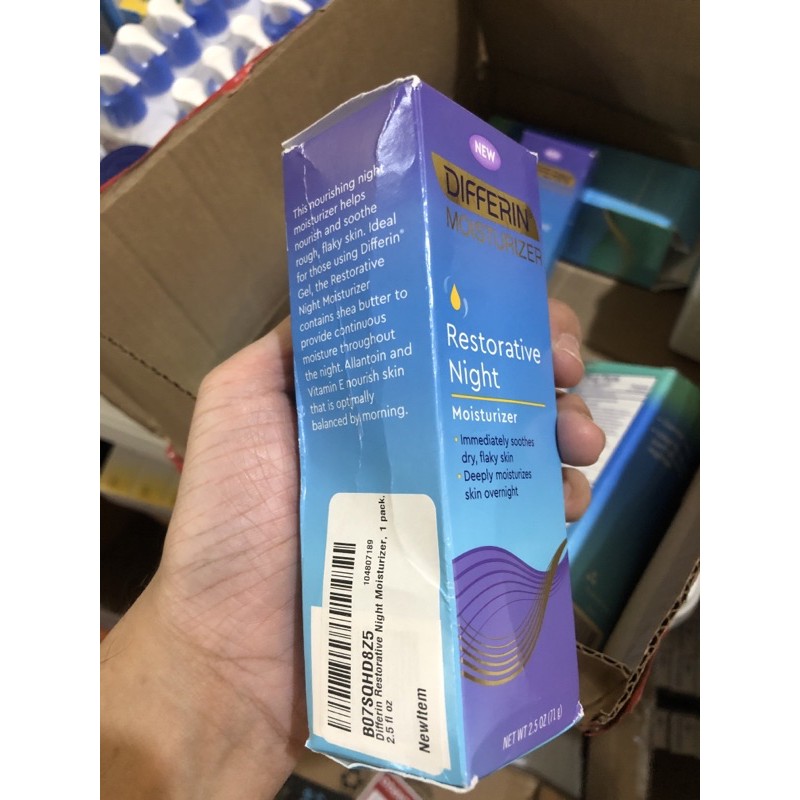 This nourishing night
moisturizer helps
nourish and soothe
rough, flaky skin. Ideal
for those using Differin®
Gel, the Restorative
Night Moisturizer
contains shea butter to
provide continuous
moisture throughout
the night. Allantoin and
Vitamin E nourish skin
that is optimally
balanced by morning.
104807189
B07SQHD8Z5
Differin Restorative Night Moisturizer, 1 pack,
2.5 fl oz
NewItem
NEW
DIFFERIN
MOISTURIZER
Restorative
Night
Moisturizer
• Immediately soothes
dry, flaky skin
• Deeply moisturizes
skin overnight
NET WT 2.5 OZ (71 g)